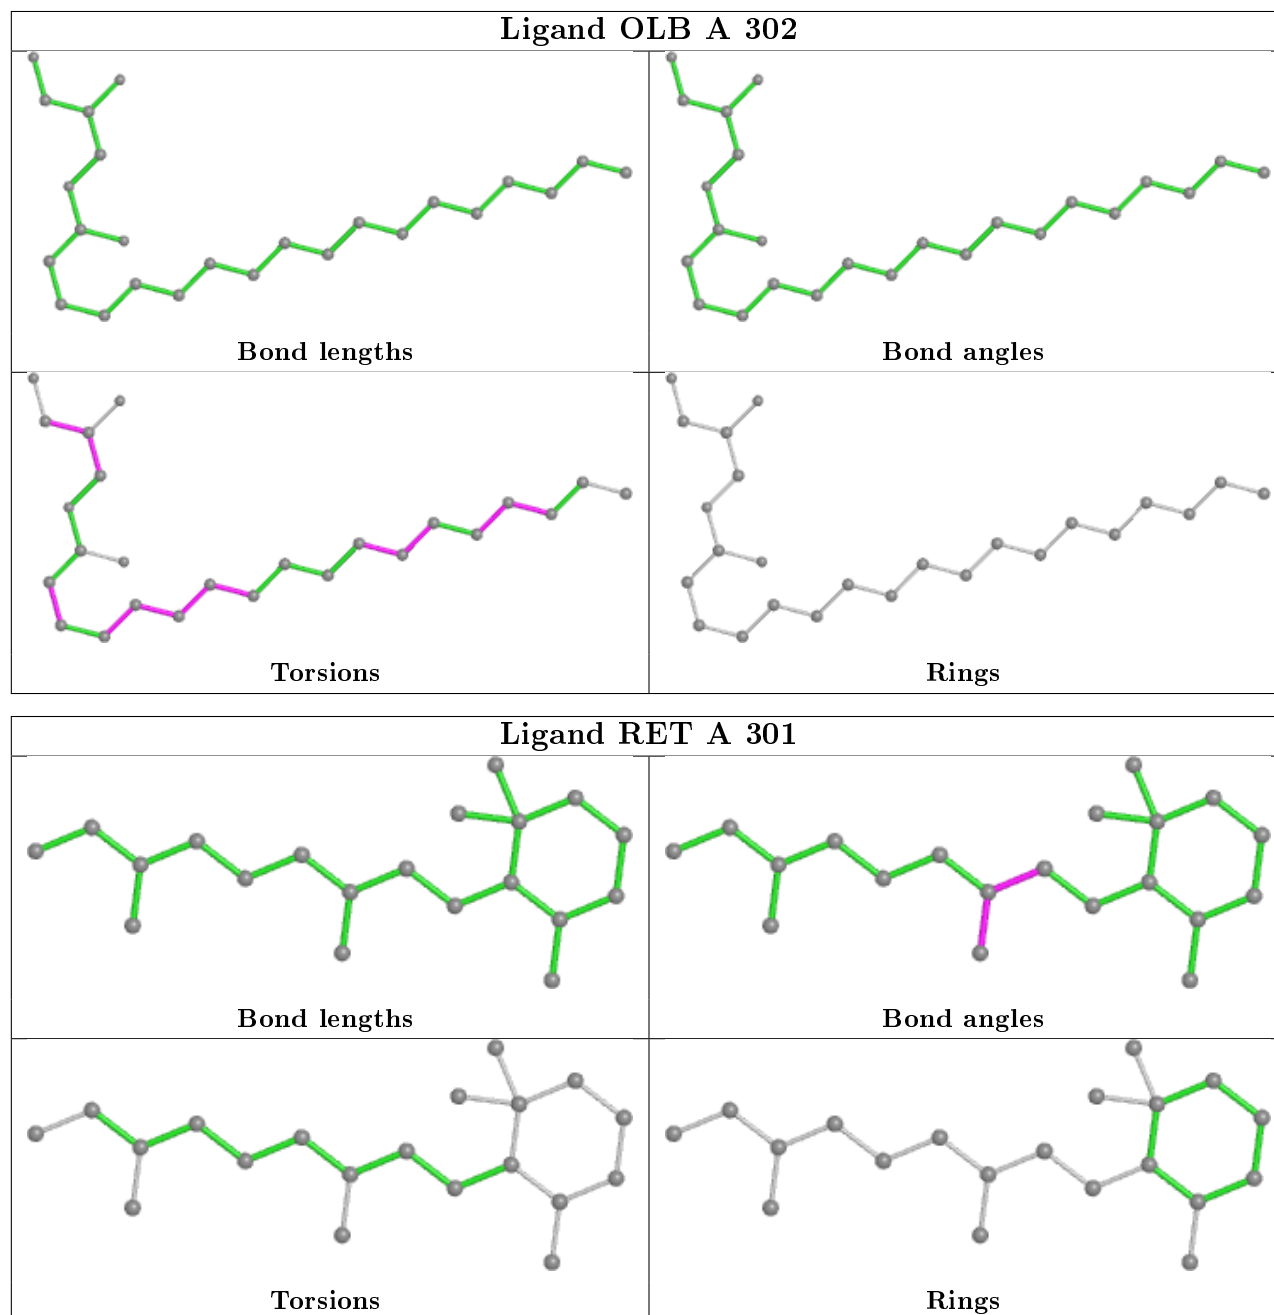 Ligand OLB A 302
Bond lengths
Bond angles
Torsions
Rings
Ligand RET A 301
Bond lengths
Bond angles
Torsions
Rings